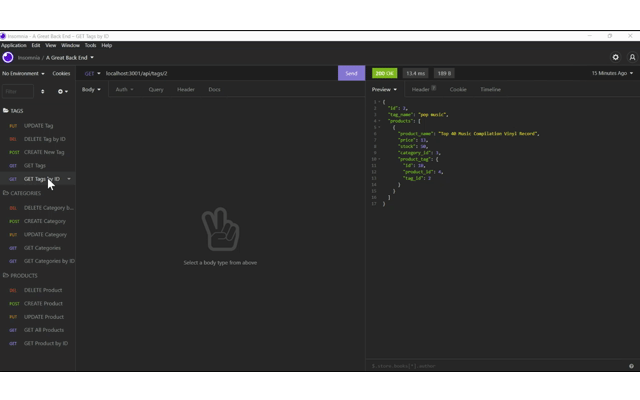 Insomnia - A Great Back End – GET Tags by ID
Application Edit View Window Tools Help
Insomnia / A Great Back End
No Environment Cookies
GET localhost:3001/api/tags/2 Send
200 OK 13.4 ms 189 B 15 Minutes Ago
Body Auth Query Header Docs
Preview Header Cookie Timeline
Filter
TAGS
PUT UPDATE Tag
DEL DELETE Tag by ID
POST CREATE New Tag
GET GET Tags
GET GET Tags by ID
CATEGORIES
DEL DELETE Category b...
POST CREATE Category
PUT UPDATE Category
GET GET Categories
GET GET Categories by ID
PRODUCTS
DEL DELETE Product
POST CREATE Product
PUT UPDATE Product
GET GET All Products
GET GET Product by ID
Select a body type from above
1 {
2 "id": 2,
3 "tag_name": "pop music",
4 "products": [
5 {
6 "product_name": "Top 40 Music Compilation Vinyl Record",
7 "price":
8 "stock":
9 "category_id": 3,
10 "product_tag": {
11 "id":
12 "product_id": 4,
13 "tag_id": 2
14 }
15 }
16 ]
17 }
$.store.books[*].author